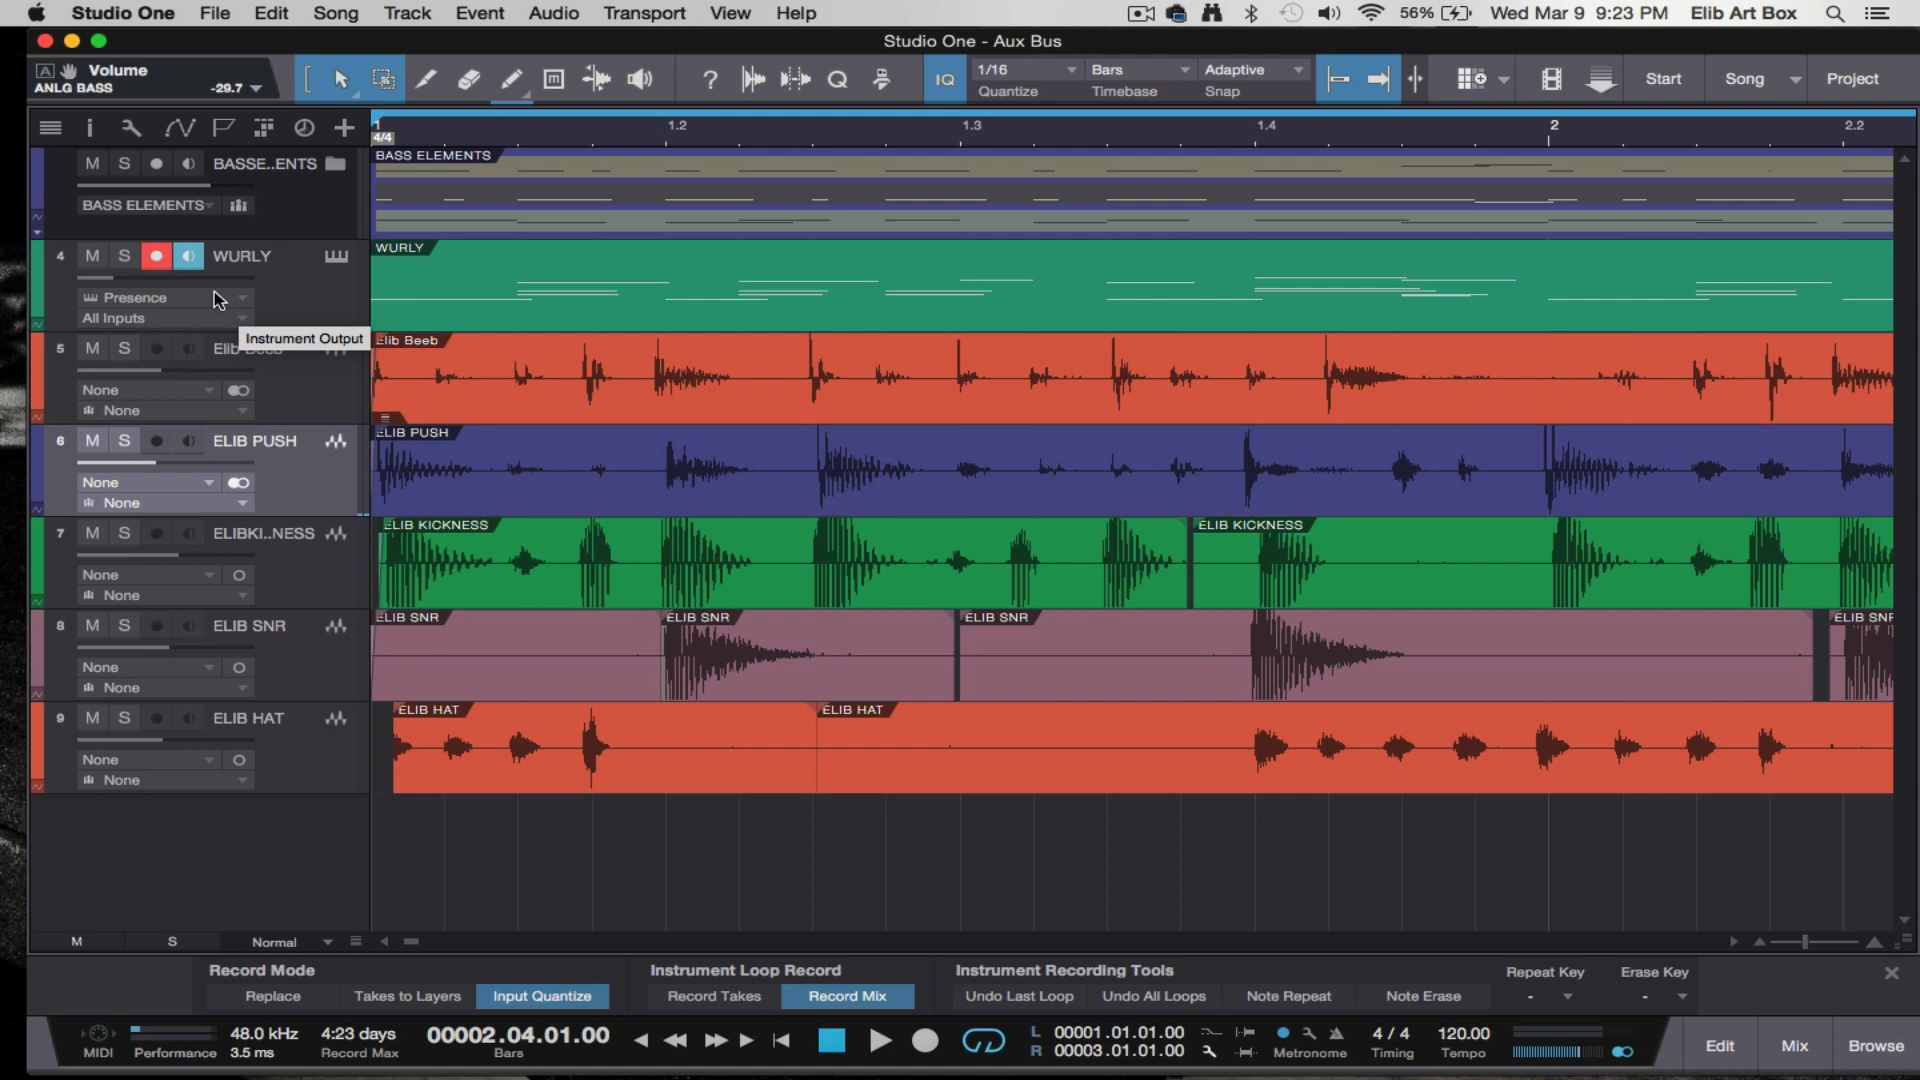 Studio One File Edit Song Track Event Audio Transport View Help 56% Wed Mar 9 9:23 PM Elib Art Box
Studio One - Aux Bus
A Volume
ANLG BASS -29.7
IQ 1/16 Bars Adaptive Start Song Project
Quantize Timebase Snap
1 1.2 1.3 1.4 2 2.2
4/4
M S BASSE..ENTS BASS ELEMENTS
BASS ELEMENTS
4 M S WURLY WURLY
Presence
All Inputs
Instrument Output
5 M S Elib Beeb Elib Beeb
None
None
6 M S ELIB PUSH ELIB PUSH
None
None
7 M S ELIBKI..NESS ELIB KICKNESS ELIB KICKNESS
None
None
8 M S ELIB SNR ELIB SNR ELIB SNR ELIB SNR ELIB SNR
None
None
9 M S ELIB HAT ELIB HAT ELIB HAT
None
None
M S Normal
Record Mode Instrument Loop Record Instrument Recording Tools Repeat Key Erase Key
Replace Takes to Layers Input Quantize Record Takes Record Mix Undo Last Loop Undo All Loops Note Repeat Note Erase - -
48.0 kHz 4:23 days 00002.04.01.00 L 00001.01.01.00 4 / 4 120.00
MIDI Performance 3.5 ms Record Max Bars R 00003.01.01.00 Metronome Timing Tempo Edit Mix Browse